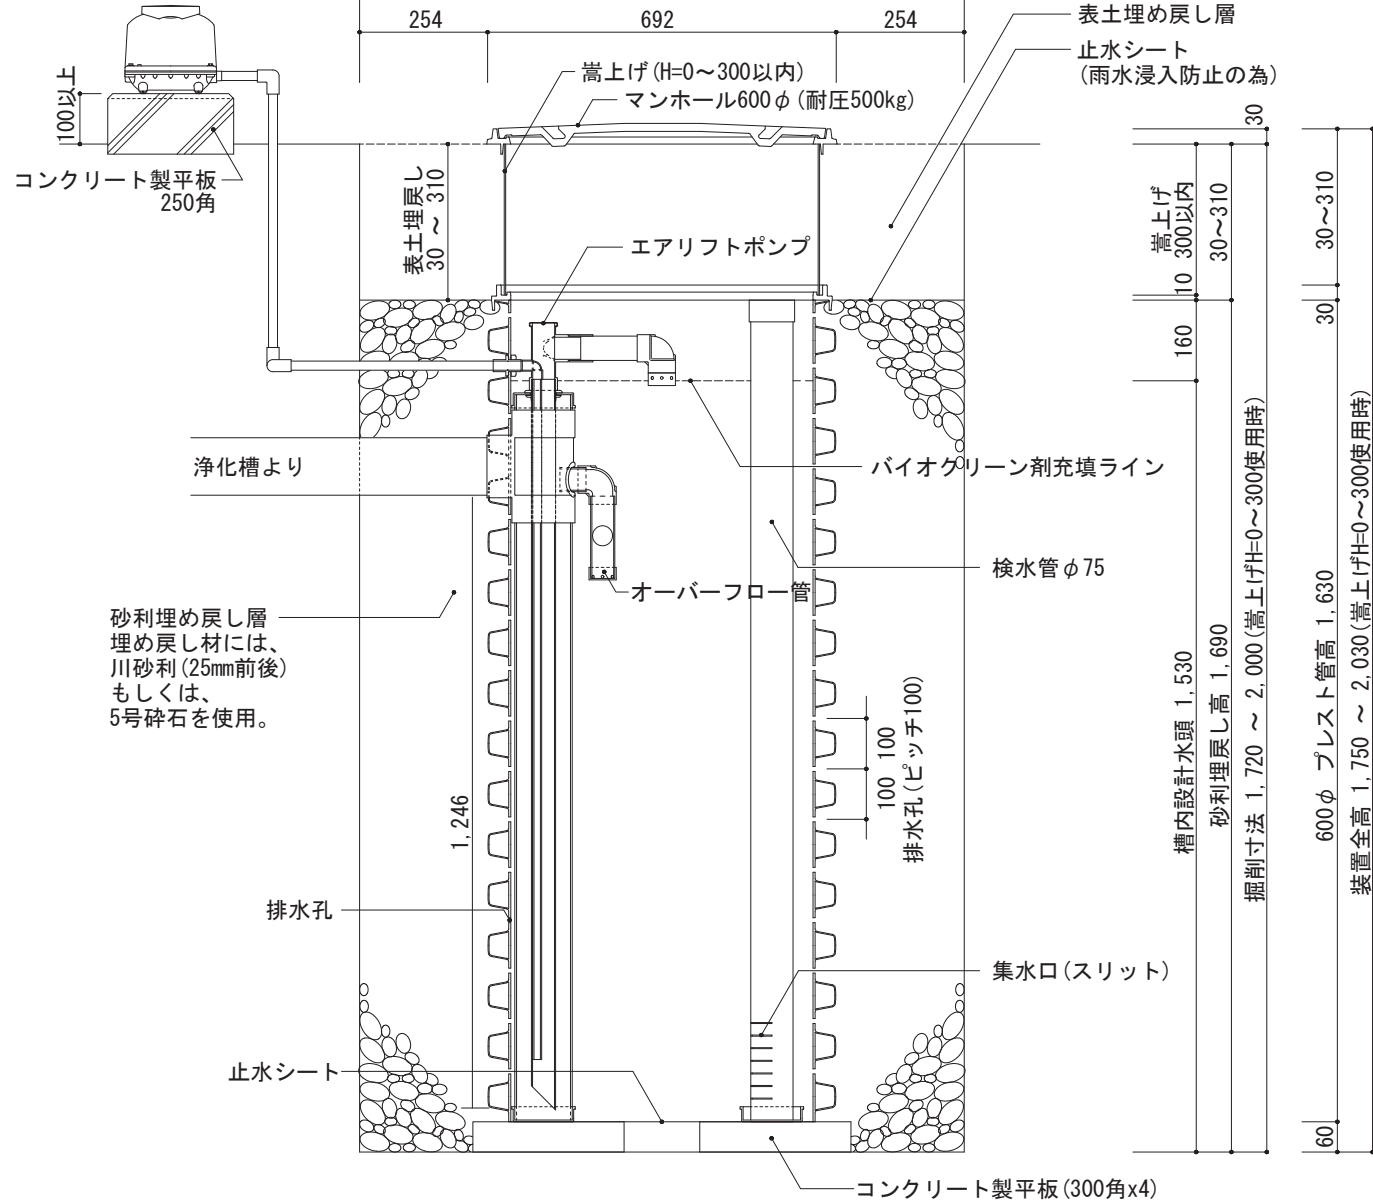 254
692
254
表土埋め戻し層
止水シート
(雨水浸入防止の為)
嵩上げ(H=0～300以内)
マンホール600φ(耐圧500kg)
100以上
コンクリート製平板
250角
表土埋戻し
30 ～ 310
エアリフトポンプ
浄化槽より
バイオクリーン剤充填ライン
検水管φ75
オーバーフロー管
砂利埋め戻し層
埋め戻し材には、
川砂利(25mm前後)
もしくは、
5号砕石を使用。
1,246
100 100
排水孔(ピッチ100)
排水孔
集水口(スリット)
止水シート
コンクリート製平板(300角x4)
30
嵩上げ
300以内
10
160
槽内設計水頭 1,530
30～310
砂利埋戻し高 1,690
掘削寸法 1,720 ～ 2,000(嵩上げH=0～300使用時)
30～310
30
600φ プレスト管高 1,630
60
装置全高 1,750 ～ 2,030(嵩上げH=0～300使用時)